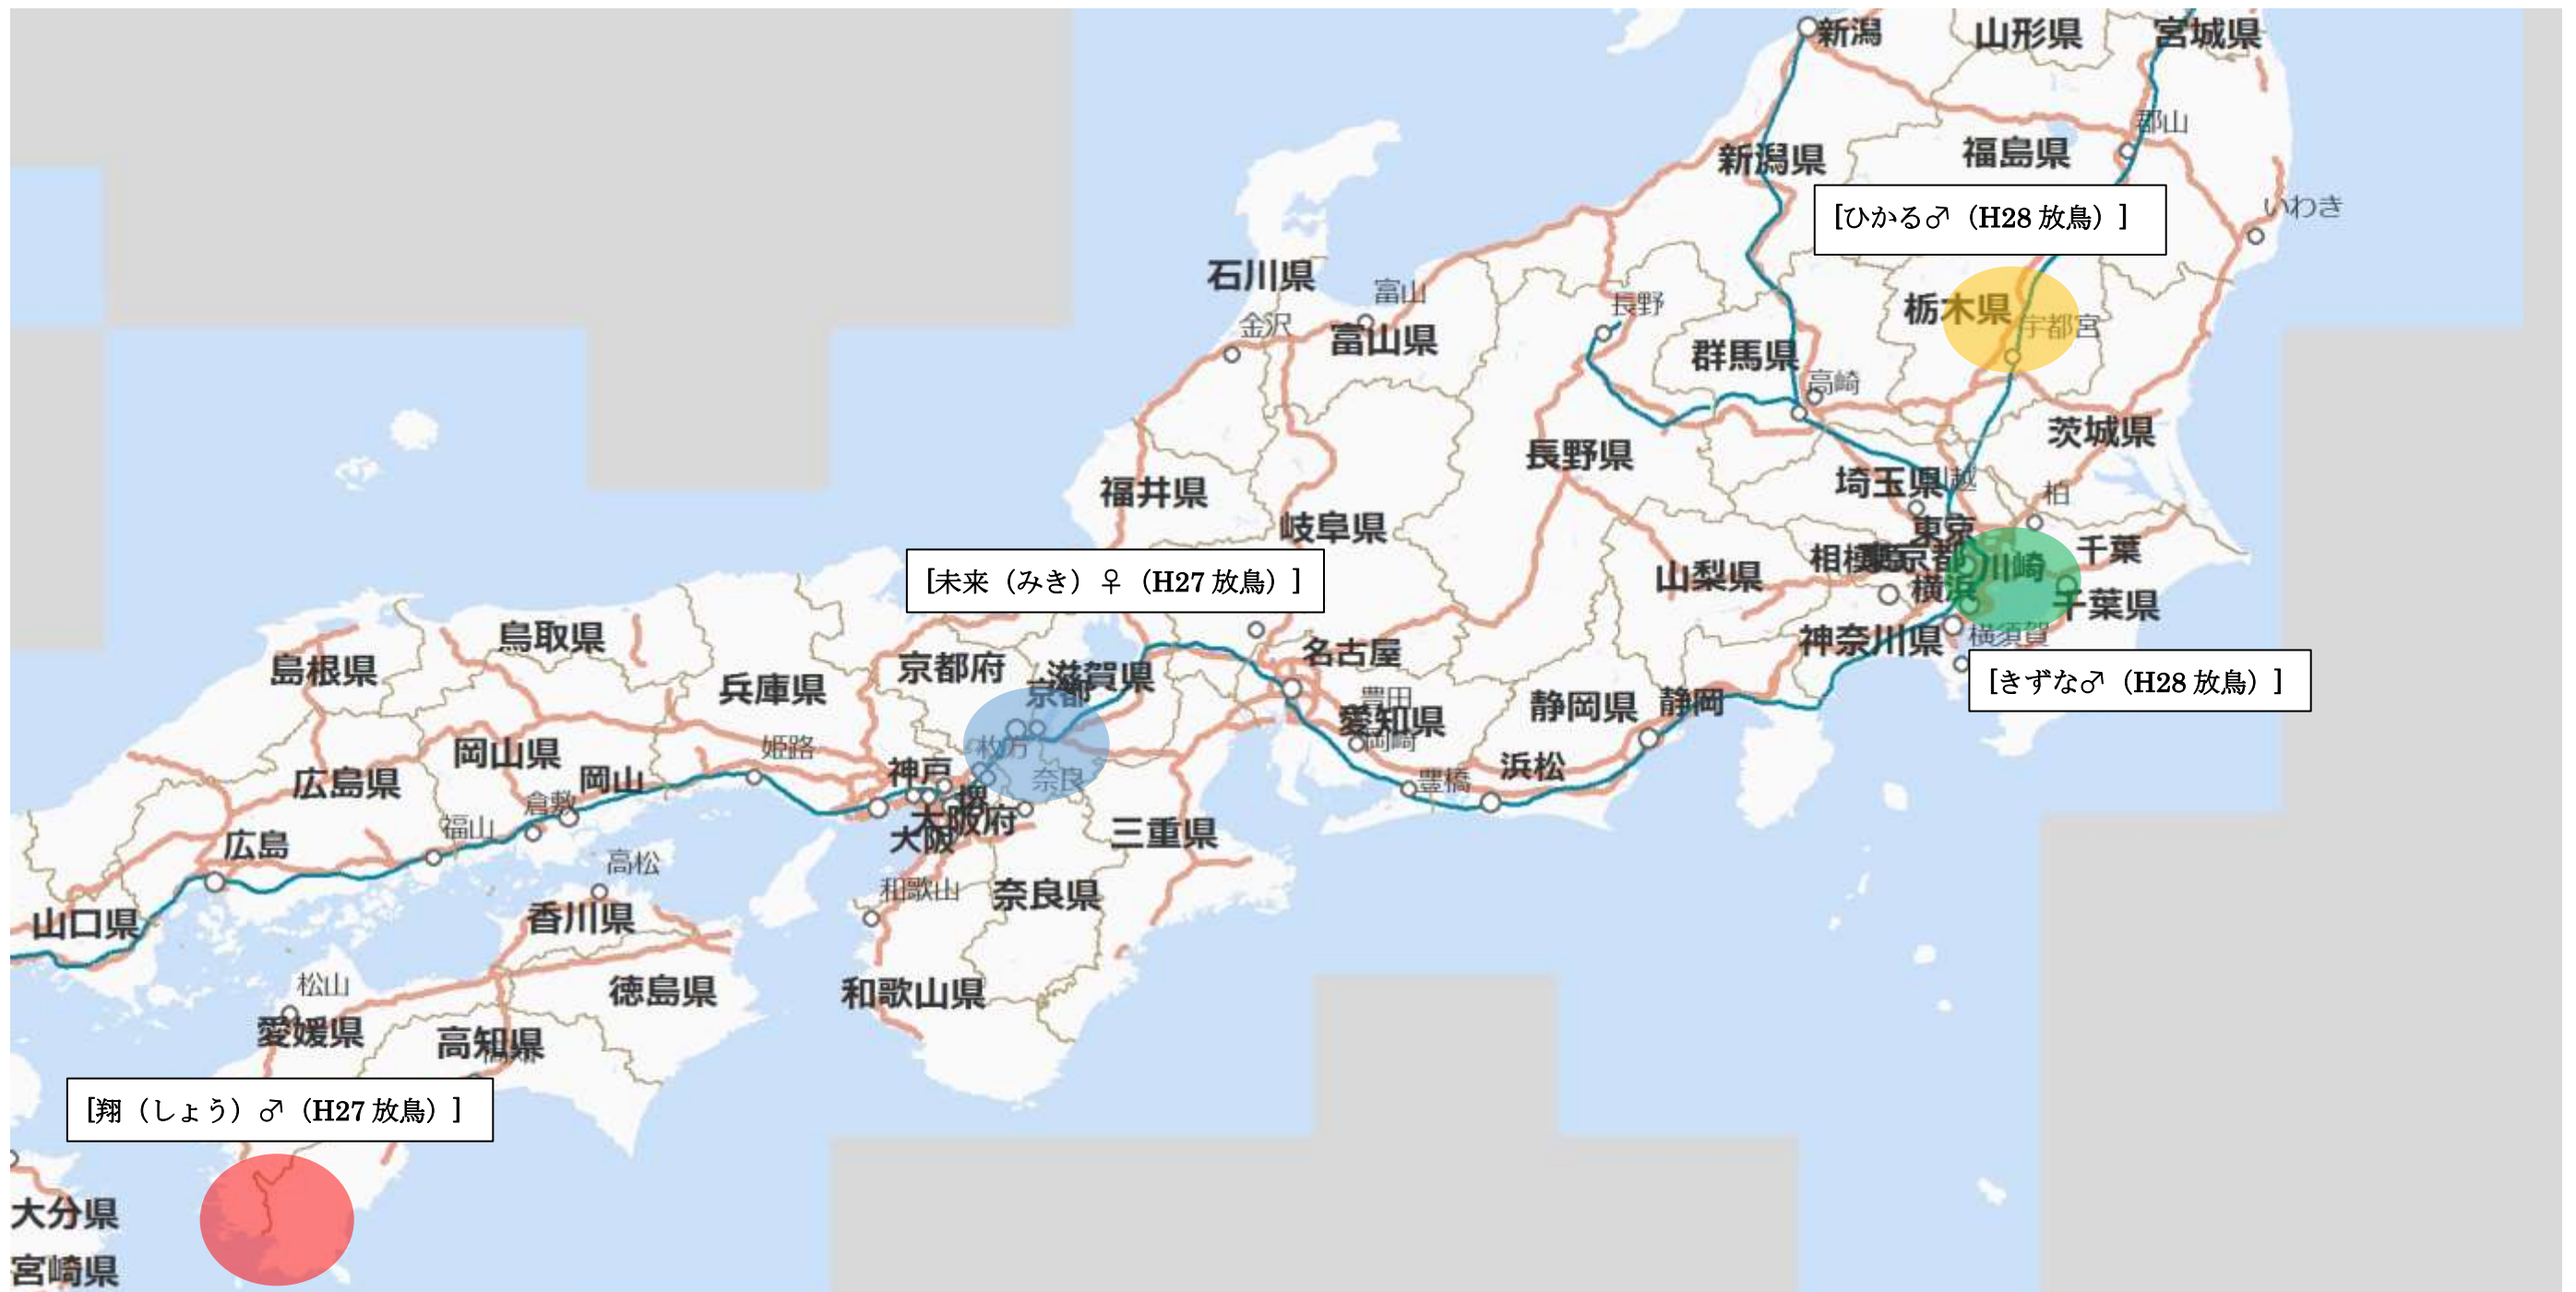 新潟
山形県
宮城県
郡山
新潟県
福島県
いわき
[ひかる♂（H28 放鳥）]
石川県
富山
長野
栃木県
宇都宮
金沢
富山県
群馬県
高崎
茨城県
長野県
福井県
埼玉県
川越
柏
岐阜県
東京
千葉
[未来（みき）♀（H27 放鳥）]
山梨県
東京都
川崎
横浜
千葉県
鳥取県
神奈川県
横須賀
島根県
京都府
滋賀県
名古屋
[きずな♂（H28 放鳥）]
兵庫県
京都
豊田
静岡県
静岡
愛知県
岡崎
岡山県
姫路
枚方
広島県
岡山
神戸
奈良
浜松
豊橋
倉敷
堺
福山
大阪府
広島
大阪
三重県
高松
和歌山
奈良県
山口県
香川県
松山
徳島県
和歌山県
愛媛県
高知県
[翔（しょう）♂（H27 放鳥）]
大分県
宮崎県